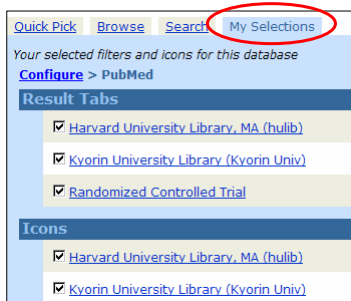 Quick Pick Browse Search My Selections
Your selected filters and icons for this database
Configure > PubMed
Result Tabs
Harvard University Library, MA (hulib)
Kyorin University Library (Kyorin Univ)
Randomized Controlled Trial
Icons
Harvard University Library, MA (hulib)
Kyorin University Library (Kyorin Univ)